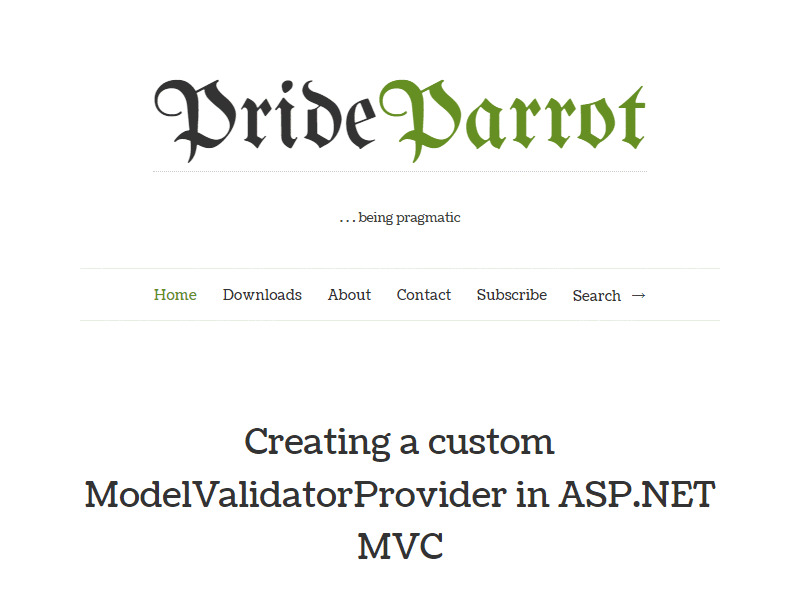 PrideParrot
...being pragmatic
Home Downloads About Contact Subscribe Search →
Creating a custom
ModelValidatorProvider in ASP.NET
MVC